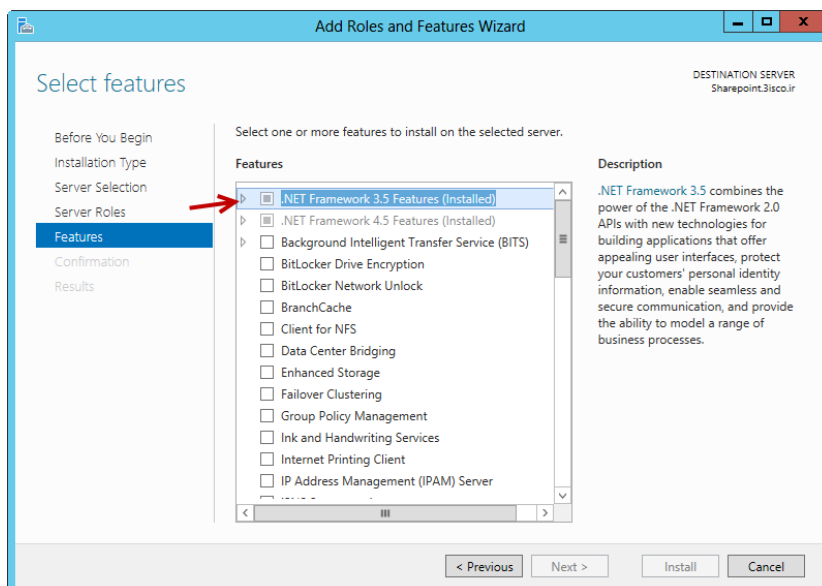 Add Roles and Features Wizard
Select features
DESTINATION SERVER
Sharepoint.3isco.ir
Before You Begin
Installation Type
Server Selection
Server Roles
Features
Confirmation
Results
Select one or more features to install on the selected server.
Features
.NET Framework 3.5 Features (Installed)
.NET Framework 4.5 Features (Installed)
Background Intelligent Transfer Service (BITS)
BitLocker Drive Encryption
BitLocker Network Unlock
BranchCache
Client for NFS
Data Center Bridging
Enhanced Storage
Failover Clustering
Group Policy Management
Ink and Handwriting Services
Internet Printing Client
IP Address Management (IPAM) Server
Description
.NET Framework 3.5 combines the
power of the .NET Framework 2.0
APIs with new technologies for
building applications that offer
appealing user interfaces, protect
your customers' personal identity
information, enable seamless and
secure communication, and provide
the ability to model a range of
business processes.
< Previous
Next >
Install
Cancel